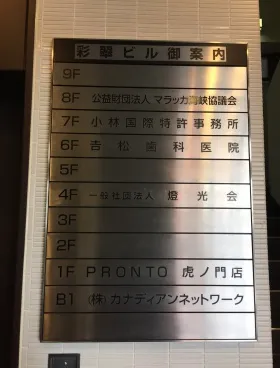 彩翠ビル御案内
9F
8F 公益財団法人 マラッカ海峡協議会
7F 小林国際特許事務所
6F 吉松歯科医院
5F
4F 一般社団法人 燈光会
3F
2F
1F PRONTO 虎ノ門店
B1 (株)カナディアンネットワーク